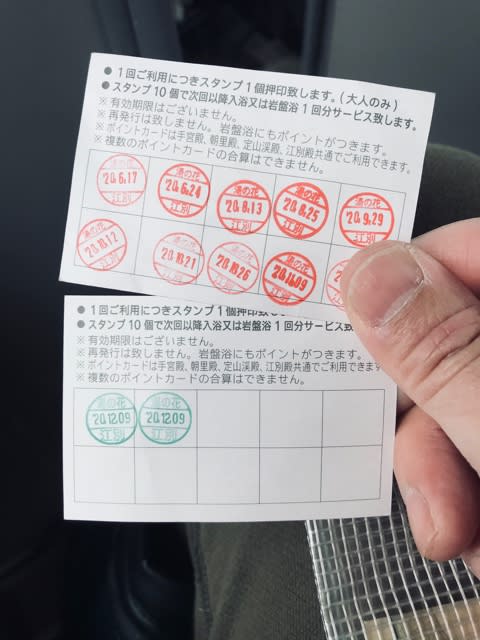 ● 1回ご利用につきスタンプ1個押印致します。(大人のみ)
● スタンプ10個で次回以降入浴又は岩盤浴1回分サービス致します。
※ 有効期限はございません。
※ 再発行は致しません。岩盤浴にもポイントがつきます。
※ ポイントカードは手宮殿、朝里殿、定山渓殿、江別殿共通でご利用できます。
※ 複数のポイントカードの合算はできません。
湯の花
'20.6.17
江別
湯の花
'20.6.24
江別
湯の花
'20.8.13
江別
湯の花
'20.8.25
江別
湯の花
'20.9.29
江別
湯の花
'20.10.12
江別
湯の花
'20.10.21
江別
湯の花
'20.10.26
江別
湯の花
江別
● 1回ご利用につきスタンプ1個押印致
● スタンプ10個で次回以降入浴又は岩盤浴1回分サービス致
※ 有効期限はございません。
※ 再発行は致しません。岩盤浴にもポイントがつきます。
※ ポイントカードは手宮殿、朝里殿、定山渓殿、江別殿共通でご利用できます
※ 複数のポイントカードの合算はできません。
湯の花
'20.12.09
江別
湯の花
'20.12.09
江別